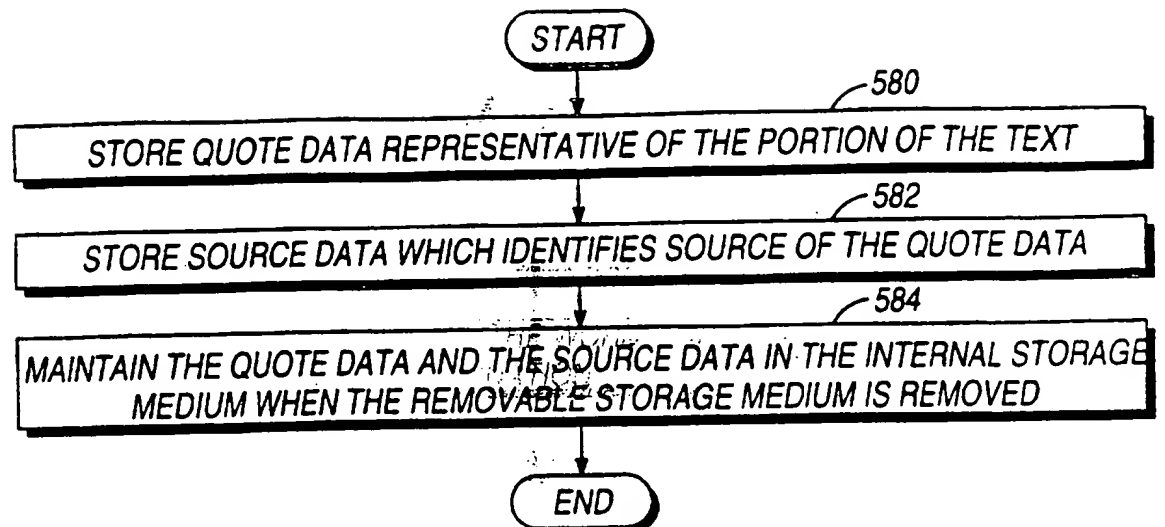 START
580
STORE QUOTE DATA REPRESENTATIVE OF THE PORTION OF THE TEXT
582
STORE SOURCE DATA WHICH IDENTIFIES SOURCE OF THE QUOTE DATA
584
MAINTAIN THE QUOTE DATA AND THE SOURCE DATA IN THE INTERNAL STORAGE
MEDIUM WHEN THE REMOVABLE STORAGE MEDIUM IS REMOVED
END